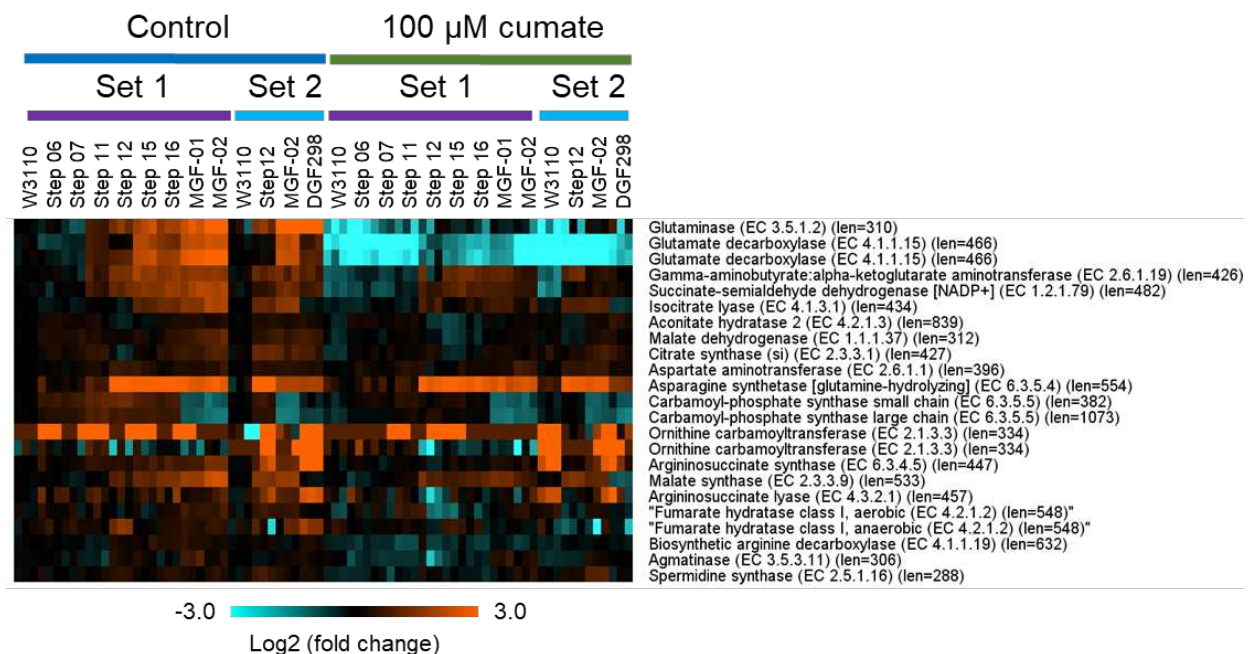 Control 100 µM cumate
Set 1 Set 2 Set 1 Set 2
W3110 Step 06 Step 07 Step 11 Step 12 Step 15 Step 16 MGF-01 MGF-02 W3110 Step12 MGF-02 DGF298 W3110 Step 06 Step 07 Step 11 Step 12 Step 15 Step 16 MGF-01 MGF-02 W3110 Step12 MGF-02 DGF298
Glutaminase (EC 3.5.1.2) (len=310)
Glutamate decarboxylase (EC 4.1.1.15) (len=466)
Glutamate decarboxylase (EC 4.1.1.15) (len=466)
Gamma-aminobutyrate:alpha-ketoglutarate aminotransferase (EC 2.6.1.19) (len=426)
Succinate-semialdehyde dehydrogenase [NADP+] (EC 1.2.1.79) (len=482)
Isocitrate lyase (EC 4.1.3.1) (len=434)
Aconitate hydratase 2 (EC 4.2.1.3) (len=839)
Malate dehydrogenase (EC 1.1.1.37) (len=312)
Citrate synthase (si) (EC 2.3.3.1) (len=427)
Aspartate aminotransferase (EC 2.6.1.1) (len=396)
Asparagine synthetase [glutamine-hydrolyzing] (EC 6.3.5.4) (len=554)
Carbamoyl-phosphate synthase small chain (EC 6.3.5.5) (len=382)
Carbamoyl-phosphate synthase large chain (EC 6.3.5.5) (len=1073)
Ornithine carbamoyltransferase (EC 2.1.3.3) (len=334)
Ornithine carbamoyltransferase (EC 2.1.3.3) (len=334)
Argininosuccinate synthase (EC 6.3.4.5) (len=447)
Malate synthase (EC 2.3.3.9) (len=533)
Argininosuccinate lyase (EC 4.3.2.1) (len=457)
"Fumarate hydratase class I, aerobic (EC 4.2.1.2) (len=548)"
"Fumarate hydratase class I, anaerobic (EC 4.2.1.2) (len=548)"
Biosynthetic arginine decarboxylase (EC 4.1.1.19) (len=632)
Agmatinase (EC 3.5.3.11) (len=306)
Spermidine synthase (EC 2.5.1.16) (len=288)
-3.0 3.0
Log2 (fold change)